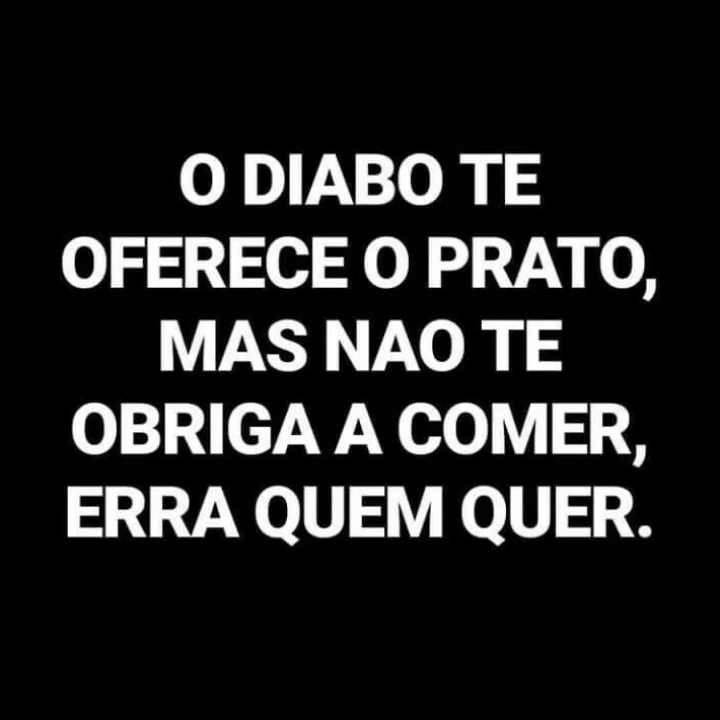 O DIABO TE
OFERECE O PRATO,
MAS NAO TE
OBRIGA A COMER,
ERRA QUEM QUER.